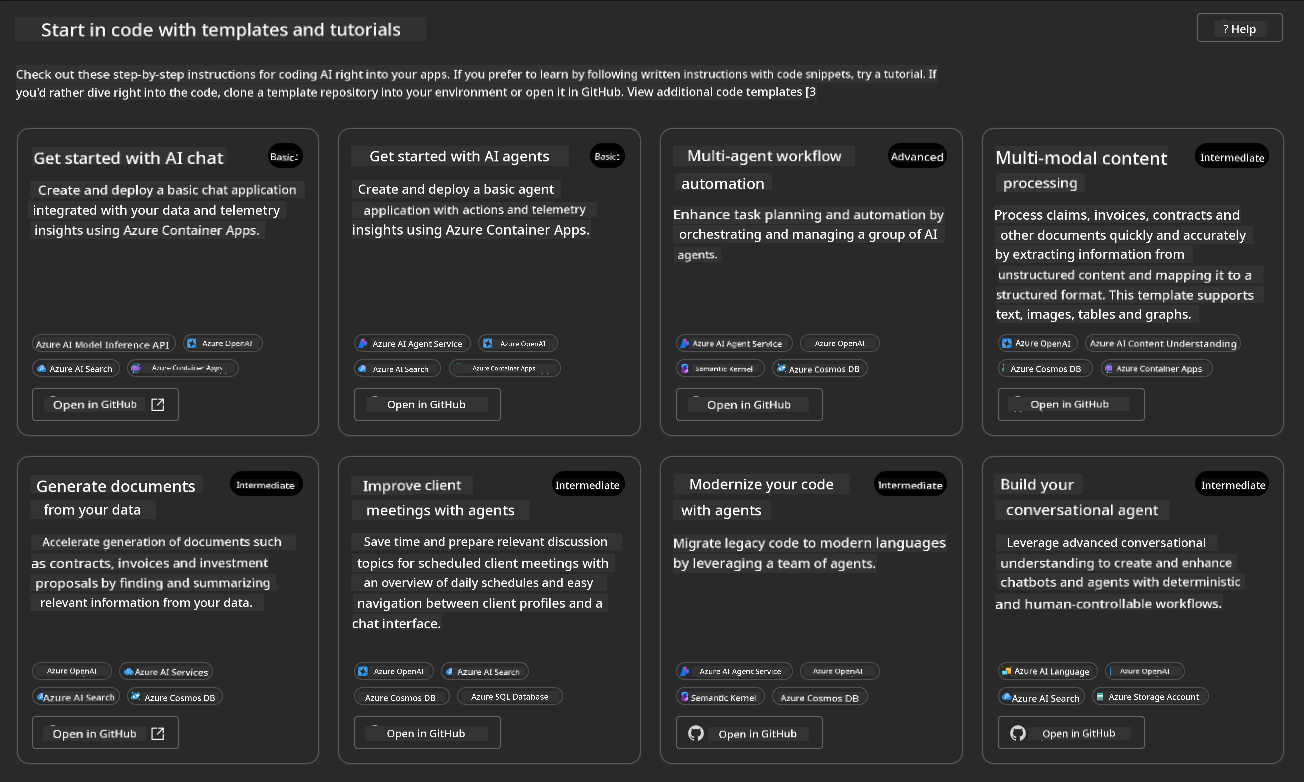 Start in code with templates and tutorials
? Help
Check out these step-by-step instructions for coding AI right into your apps. If you prefer to learn by following written instructions with code snippets, try a tutorial. If
you'd rather dive right into the code, clone a template repository into your environment or open it in GitHub. View additional code templates [3
Get started with AI chat
Basic:
Create and deploy a basic chat application
integrated with your data and telemetry
insights using Azure Container Apps.
Azure AI Model Inference API
Azure OpenAI
Azure AI Search
Azure Container Apps
Open in GitHub
Get started with AI agents
Basic:
Create and deploy a basic agent
application with actions and telemetry
insights using Azure Container Apps.
Azure AI Agent Service
Azure OpenAI
Azure AI Search
Azure Container Apps
Open in GitHub
Multi-agent workflow
Advanced
automation
Enhance task planning and automation by
orchestrating and managing a group of AI
agents.
Azure AI Agent Service
Azure OpenAI
Semantic Kernel
Azure Cosmos DB
Open in GitHub
Multi-modal content
Intermediate
processing
Process claims, invoices, contracts and
other documents quickly and accurately
by extracting information from
unstructured content and mapping it to a
structured format. This template supports
text, images, tables and graphs.
Azure OpenAI
Azure AI Content Understanding
Azure Cosmos DB
Azure Container Apps
Open in GitHub
Generate documents
Intermediate
from your data
Accelerate generation of documents such
as contracts, invoices and investment
proposals by finding and summarizing
relevant information from your data.
Azure OpenAI
Azure AI Services
Azure AI Search
Azure Cosmos DB
Open in GitHub
Improve client
Intermediate
meetings with agents
Save time and prepare relevant discussion
topics for scheduled client meetings with
an overview of daily schedules and easy
navigation between client profiles and a
chat interface.
Azure OpenAI
Azure AI Search
Azure Cosmos DB
Azure SQL Database
Open in GitHub
Modernize your code
Intermediate
with agents
Migrate legacy code to modern languages
by leveraging a team of agents.
Azure AI Agent Service
Azure OpenAI
Semantic Kernel
Azure Cosmos DB
Open in GitHub
Build your
Intermediate
conversational agent
Leverage advanced conversational
understanding to create and enhance
chatbots and agents with deterministic
and human-controllable workflows.
Azure AI Language
Azure OpenAI
Azure AI Search
Azure Storage Account
Open in GitHub